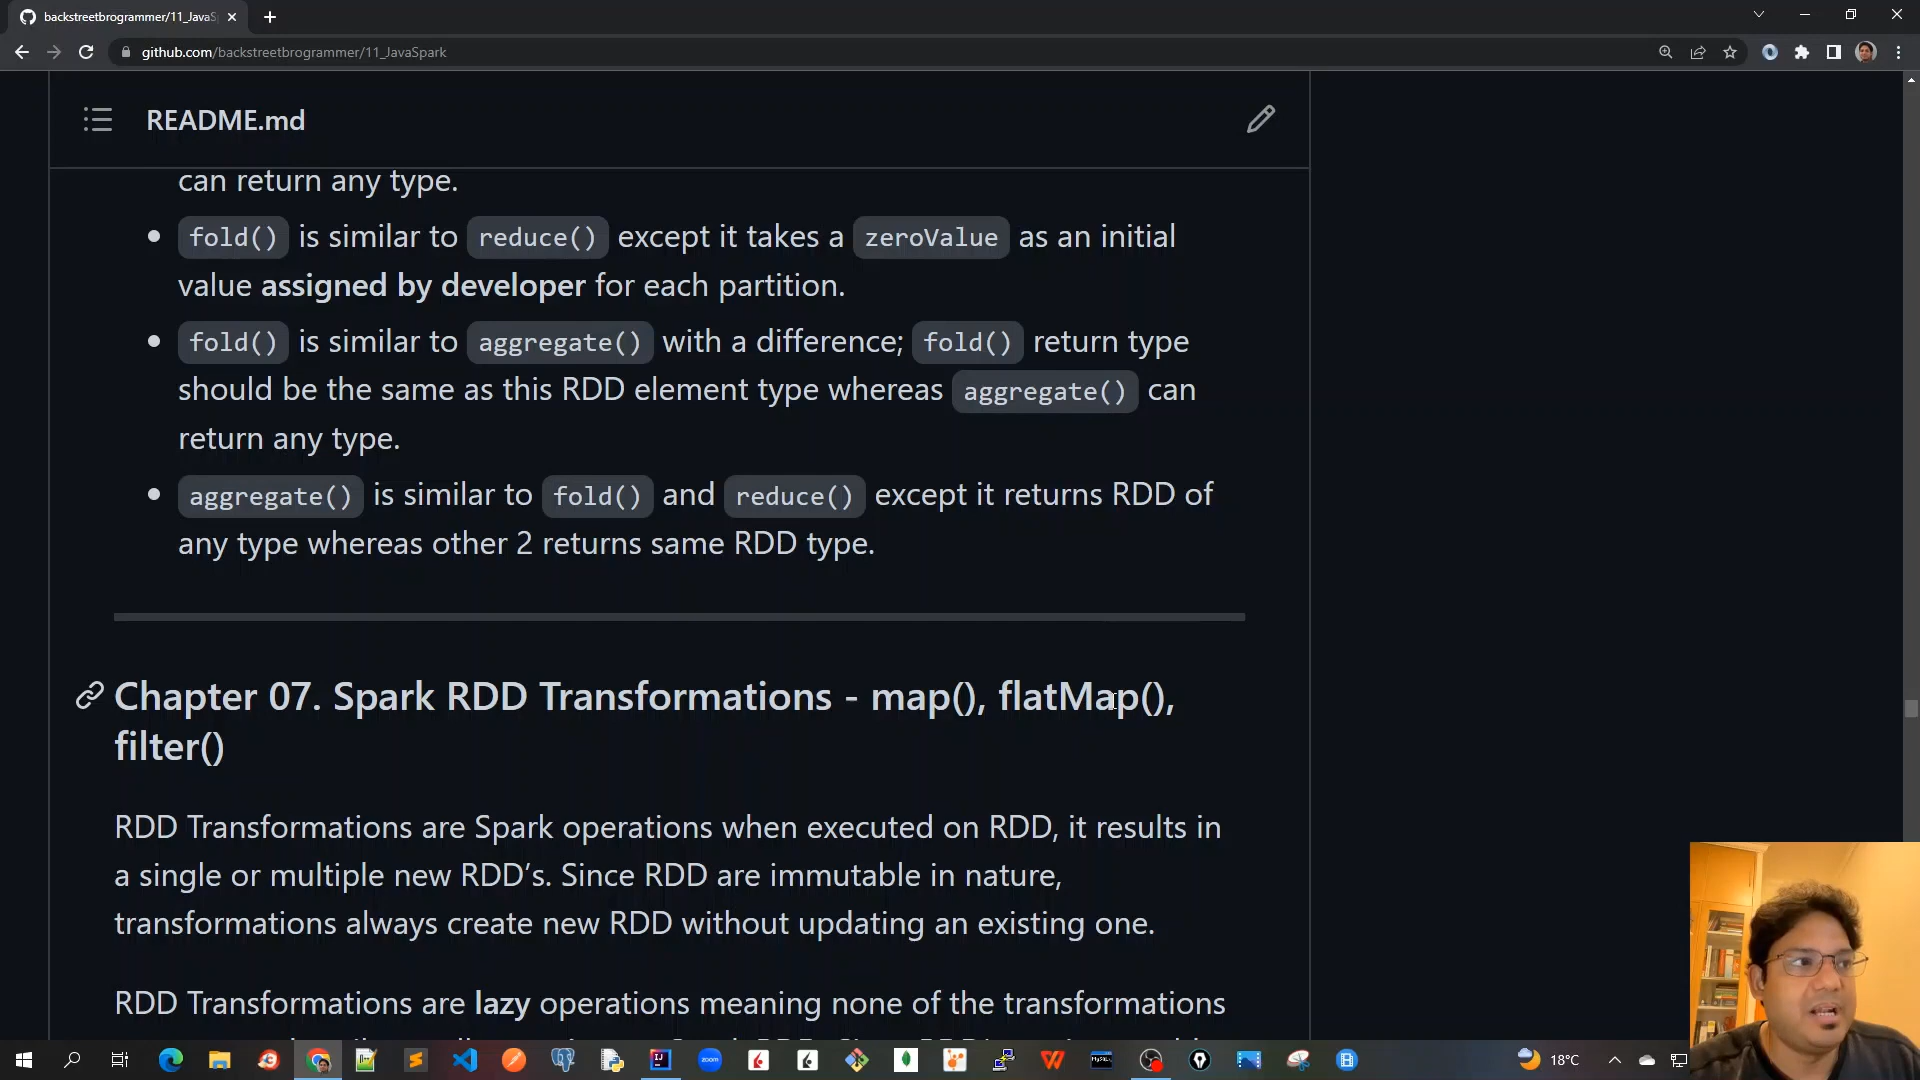 backstreetbrogrammer/11_JavaS
github.com/backstreetbrogrammer/11_JavaSpark
README.md
can return any type.
fold() is similar to reduce() except it takes a zeroValue as an initial
value assigned by developer for each partition.
fold() is similar to aggregate() with a difference; fold() return type
should be the same as this RDD element type whereas aggregate() can
return any type.
aggregate() is similar to fold() and reduce() except it returns RDD of
any type whereas other 2 returns same RDD type.
Chapter 07. Spark RDD Transformations - map(), flatMap(),
filter()
RDD Transformations are Spark operations when executed on RDD, it results in
a single or multiple new RDD’s. Since RDD are immutable in nature,
transformations always create new RDD without updating an existing one.
RDD Transformations are lazy operations meaning none of the transformations
zoom
18°C